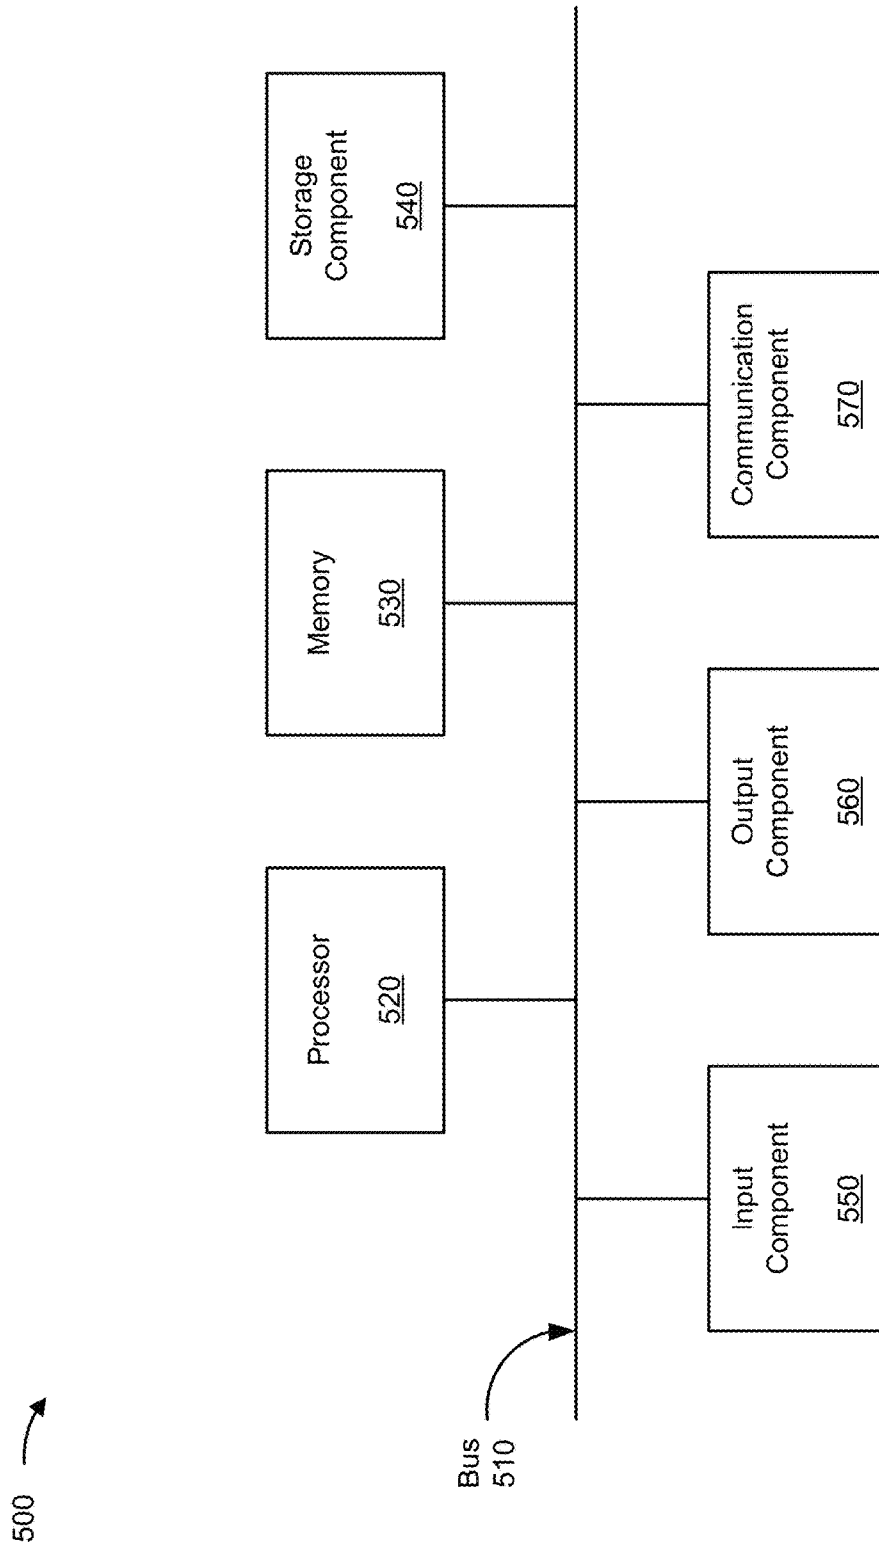 500
Processor
520
Memory
530
Storage
Component
540
Bus
510
Input
Component
550
Output
Component
560
Communication
Component
570